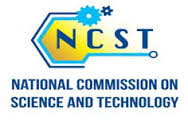 NCST
NATIONAL COMMISSION ON
SCIENCE AND TECHNOLOGY